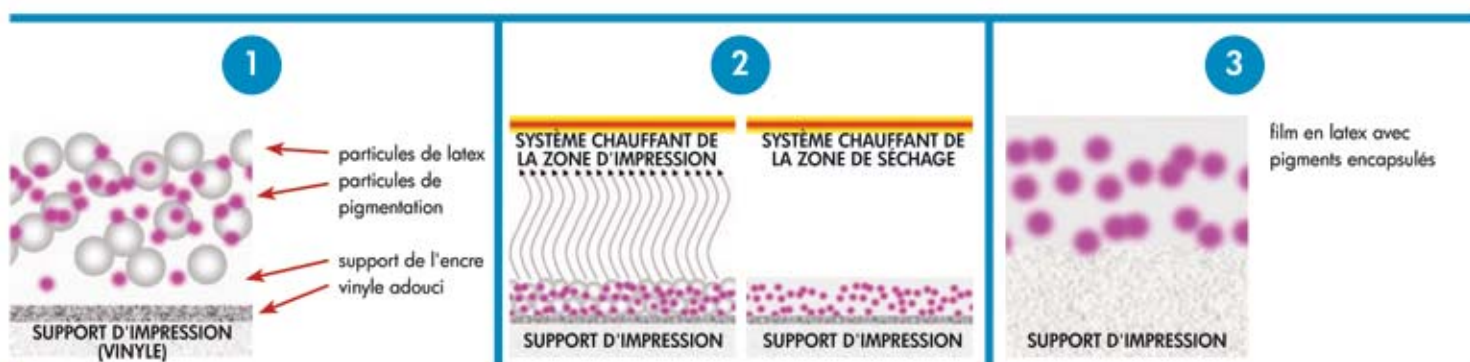 1
particules de latex
particules de
pigmentation
support de l'encre
vinyle adouci
SUPPORT D'IMPRESSION
(VINYLE)
2
SYSTÈME CHAUFFANT DE
LA ZONE D'IMPRESSION
SUPPORT D'IMPRESSION
SYSTÈME CHAUFFANT DE
LA ZONE DE SÉCHAGE
SUPPORT D'IMPRESSION
3
film en latex avec
pigments encapsulés
SUPPORT D'IMPRESSION